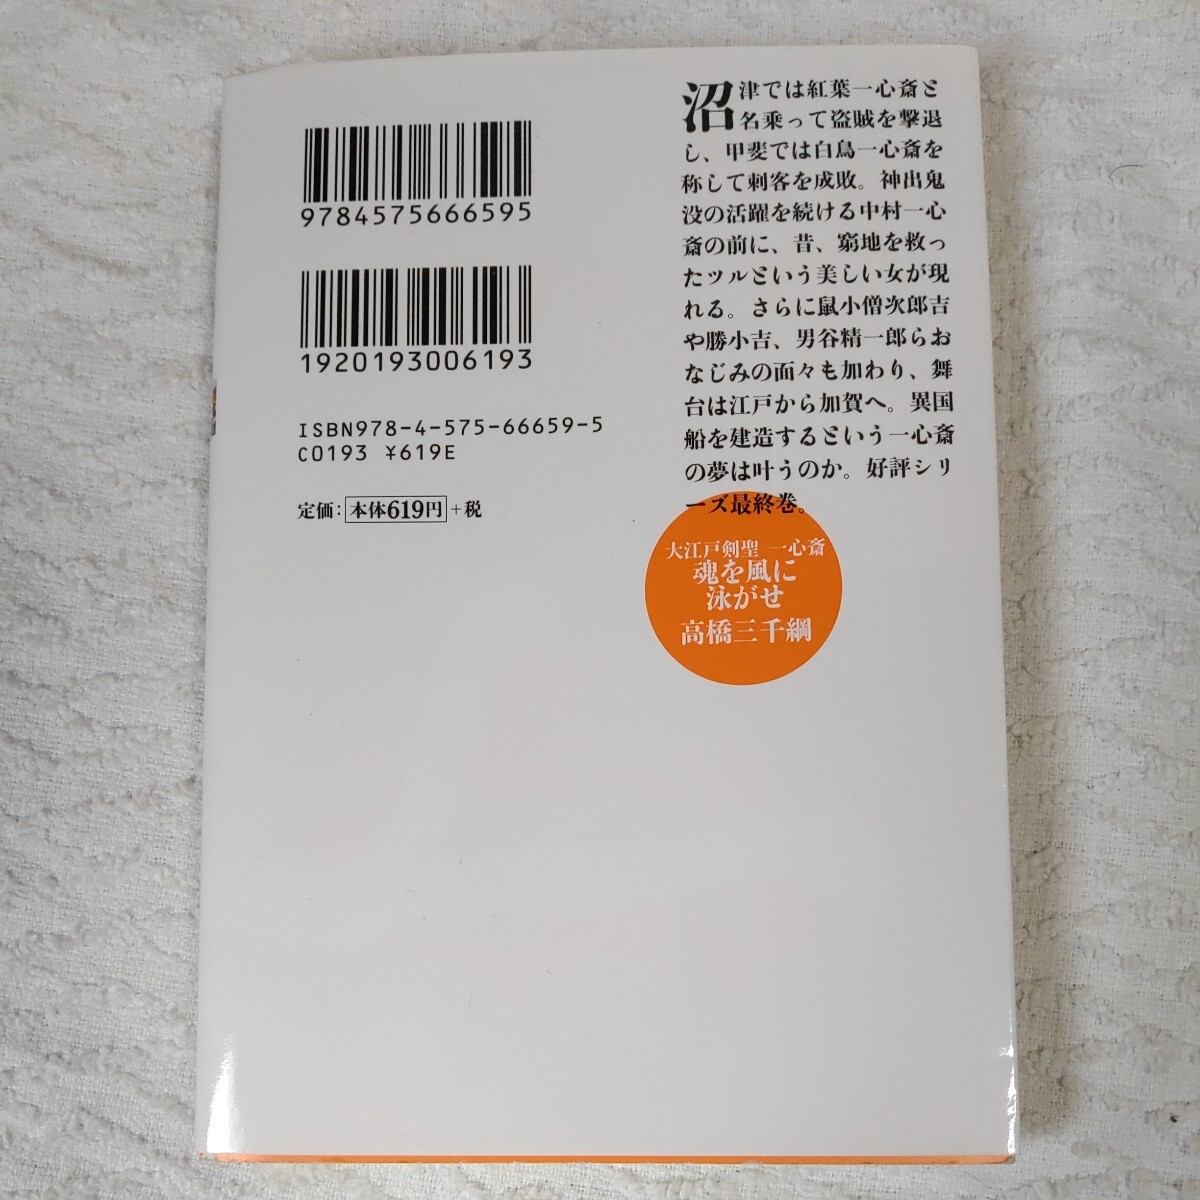 9784575666595
1920193006193
ISBN978-4-575-66659-5
C0193 ¥619E
定価：本体619円＋税
沼津では紅葉一心斎と
名乗って盗賊を撃退
し、甲斐では白鳥一心斎を
称して刺客を成敗。神出鬼
没の活躍を続ける中村一心
斎の前に、昔、窮地を救っ
たツルという美しい女が現
れる。さらに鼠小僧次郎吉
や勝小吉、男谷精一郎らお
なじみの面々も加わり、舞
台は江戸から加賀へ。異国
船を建造するという一心斎
の夢は叶うのか。好評シリ
ーズ最終巻。
大江戸剣聖 一心斎
魂を風に
泳がせ
高橋三千綱